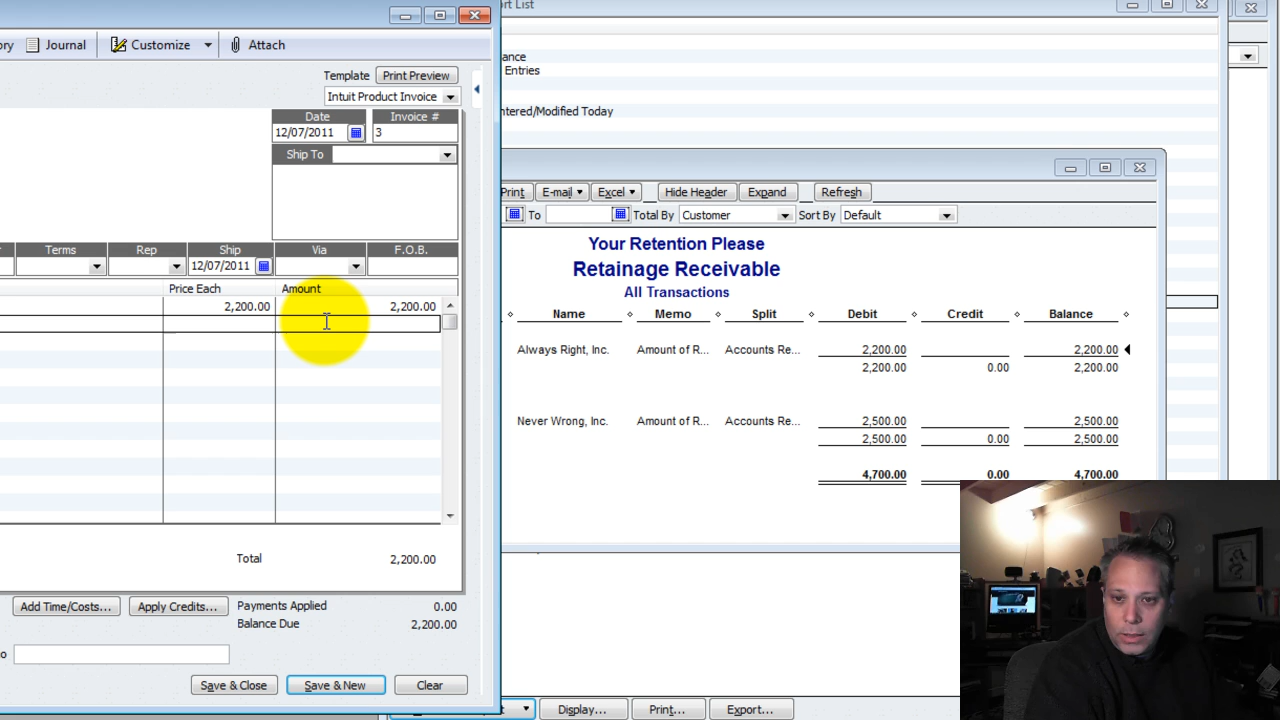 ort List
ory Journal Customize Attach
ance
Template Print Preview
Entries
Intuit Product Invoice
Date Invoice #
ntered/Modified Today
12/07/2011 3
Ship To
Print E-mail Excel Hide Header Expand Refresh
To Total By Customer Sort By Default
Your Retention Please
Terms Rep Ship Via F.O.B.
12/07/2011
Retainage Receivable
All Transactions
Price Each Amount
2,200.00 2,200.00
Name Memo Split Debit Credit Balance
Always Right, Inc. Amount of R... Accounts Re... 2,200.00 2,200.00
2,200.00 0.00 2,200.00
Never Wrong, Inc. Amount of R... Accounts Re... 2,500.00 2,500.00
2,500.00 0.00 2,500.00
4,700.00 0.00 4,700.00
Total 2,200.00
Add Time/Costs... Apply Credits... Payments Applied 0.00
Balance Due 2,200.00
o
Save & Close Save & New Clear
Display... Print... Export...